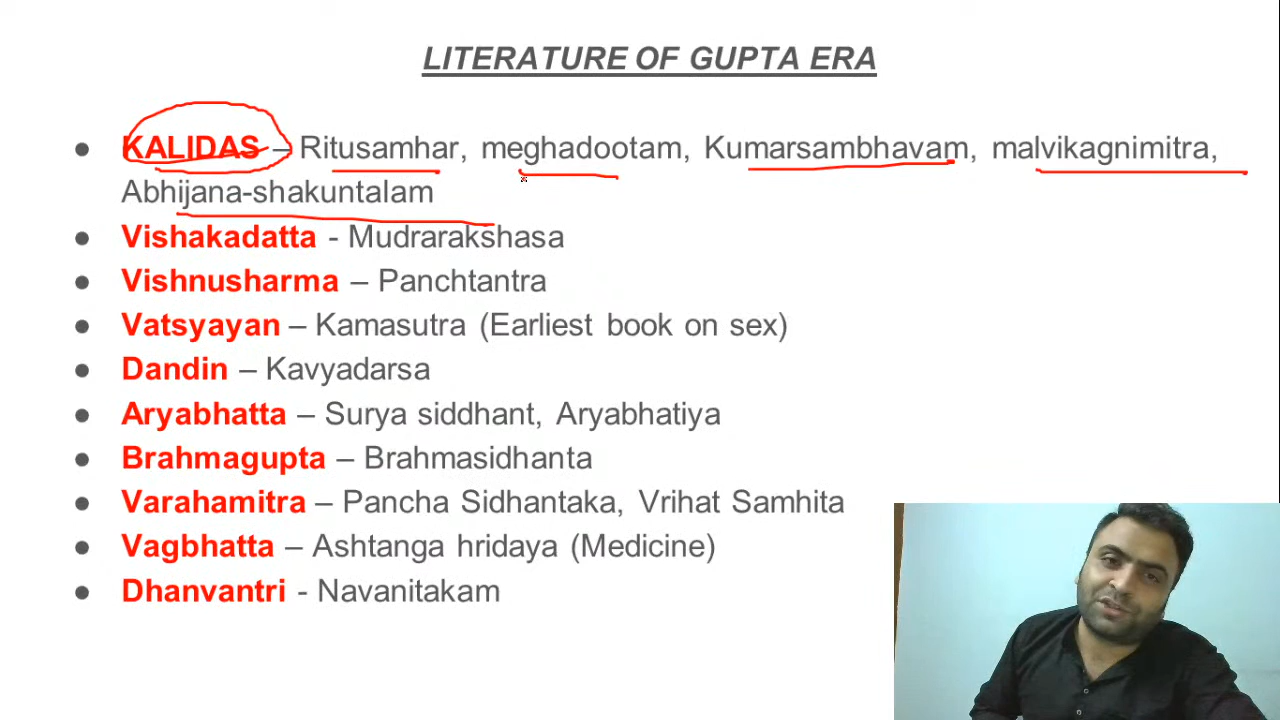 LITERATURE OF GUPTA ERA
● KALIDAS – Ritusamhar, meghadootam, Kumarsambhavam, malvikagnimitra,
Abhijana-shakuntalam
● Vishakadatta - Mudrarakshasa
● Vishnusharma – Panchtantra
● Vatsyayan – Kamasutra (Earliest book on sex)
● Dandin – Kavyadarsa
● Aryabhatta – Surya siddhant, Aryabhatiya
● Brahmagupta – Brahmasidhanta
● Varahamitra – Pancha Sidhantaka, Vrihat Samhita
● Vagbhatta – Ashtanga hridaya (Medicine)
● Dhanvantri - Navanitakam